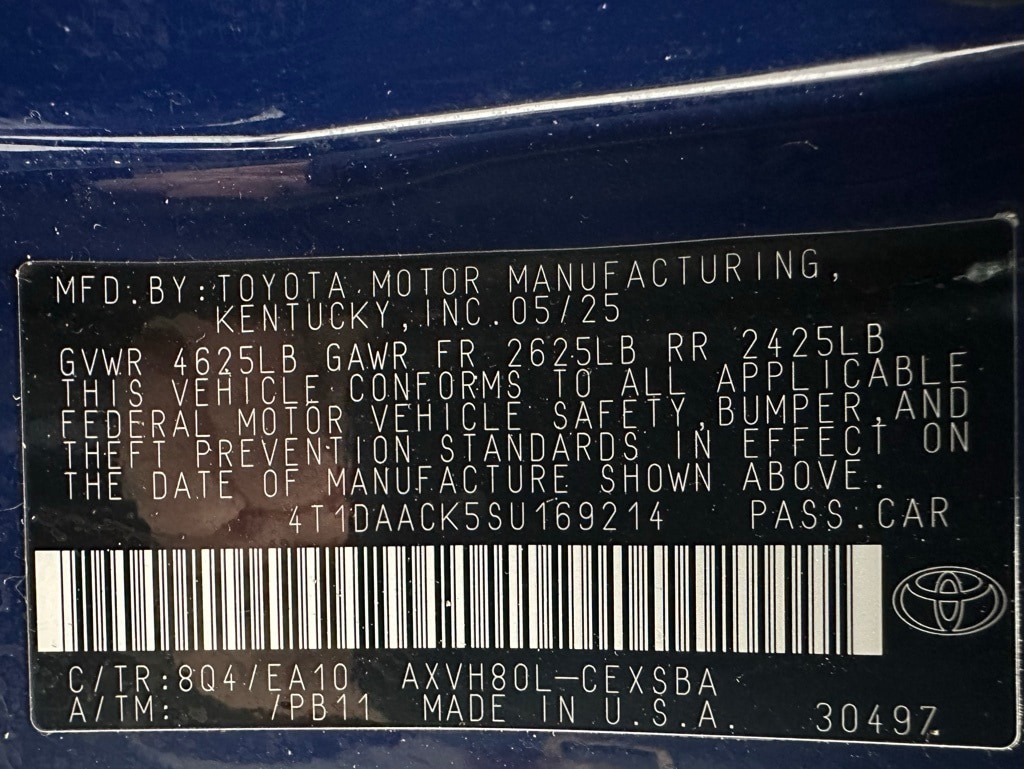 MFD.BY:TOYOTA MOTOR MANUFACTURING,
KENTUCKY,INC.05/25
GVWR 4625LB GAWR FR 2625LB RR 2425LB
THIS VEHICLE CONFORMS TO ALL APPLICABLE
FEDERAL MOTOR VEHICLE SAFETY,BUMPER,AND
THEFT PREVENTION STANDARDS IN EFFECT ON
THE DATE OF MANUFACTURE SHOWN ABOVE.
4T1DAACK5SU169214 PASS.CAR
C/TR:8Q4/EA10 AXVH80L-CEXSBA
A/TM: /PB11 MADE IN U.S.A. 30497